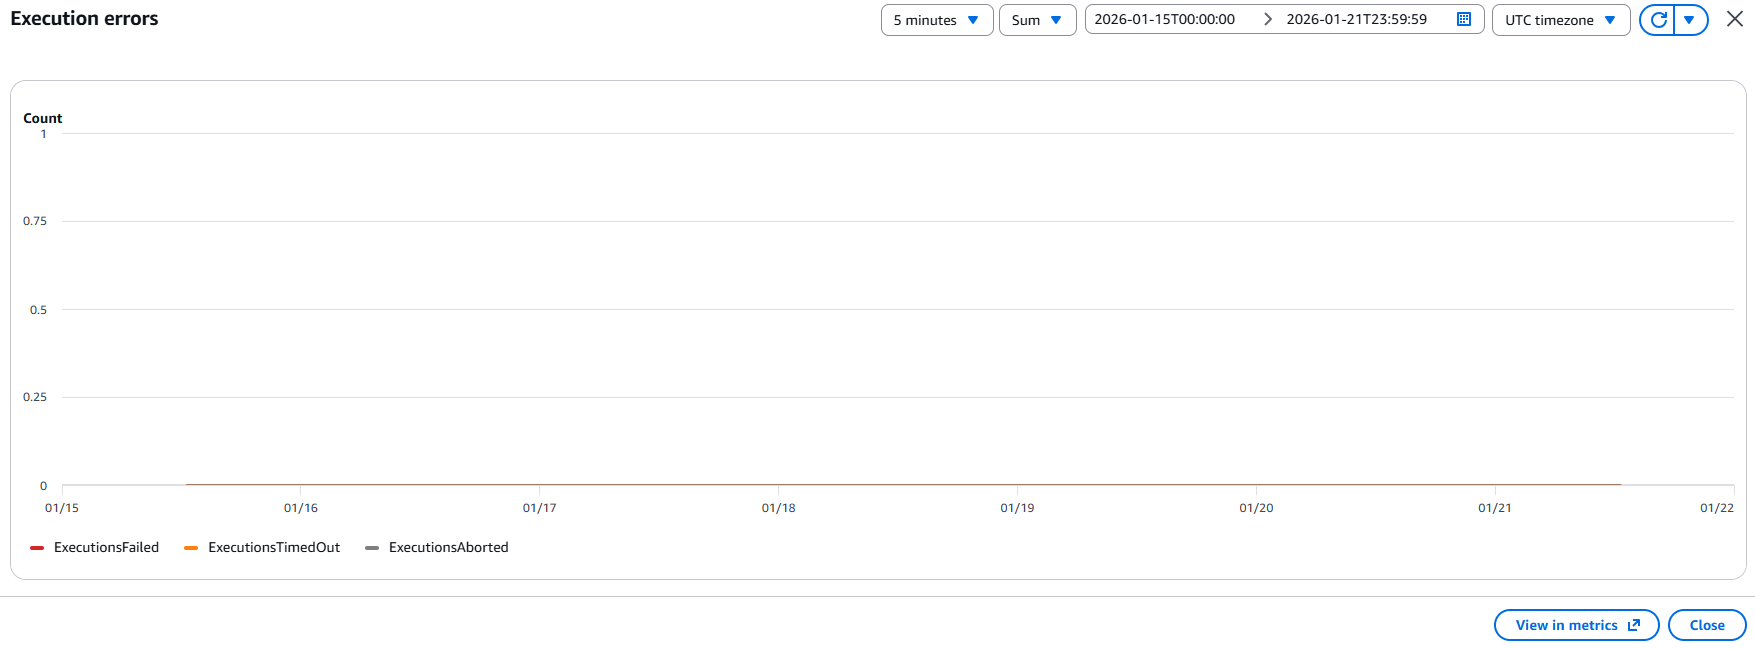 Execution errors
5 minutes
Sum
2026-01-15T00:00:00
2026-01-21T23:59:59
UTC timezone
Count
1
0.75
0.5
0.25
0
01/15
01/16
01/17
01/18
01/19
01/20
01/21
01/22
ExecutionsFailed
ExecutionsTimedOut
ExecutionsAborted
View in metrics
Close